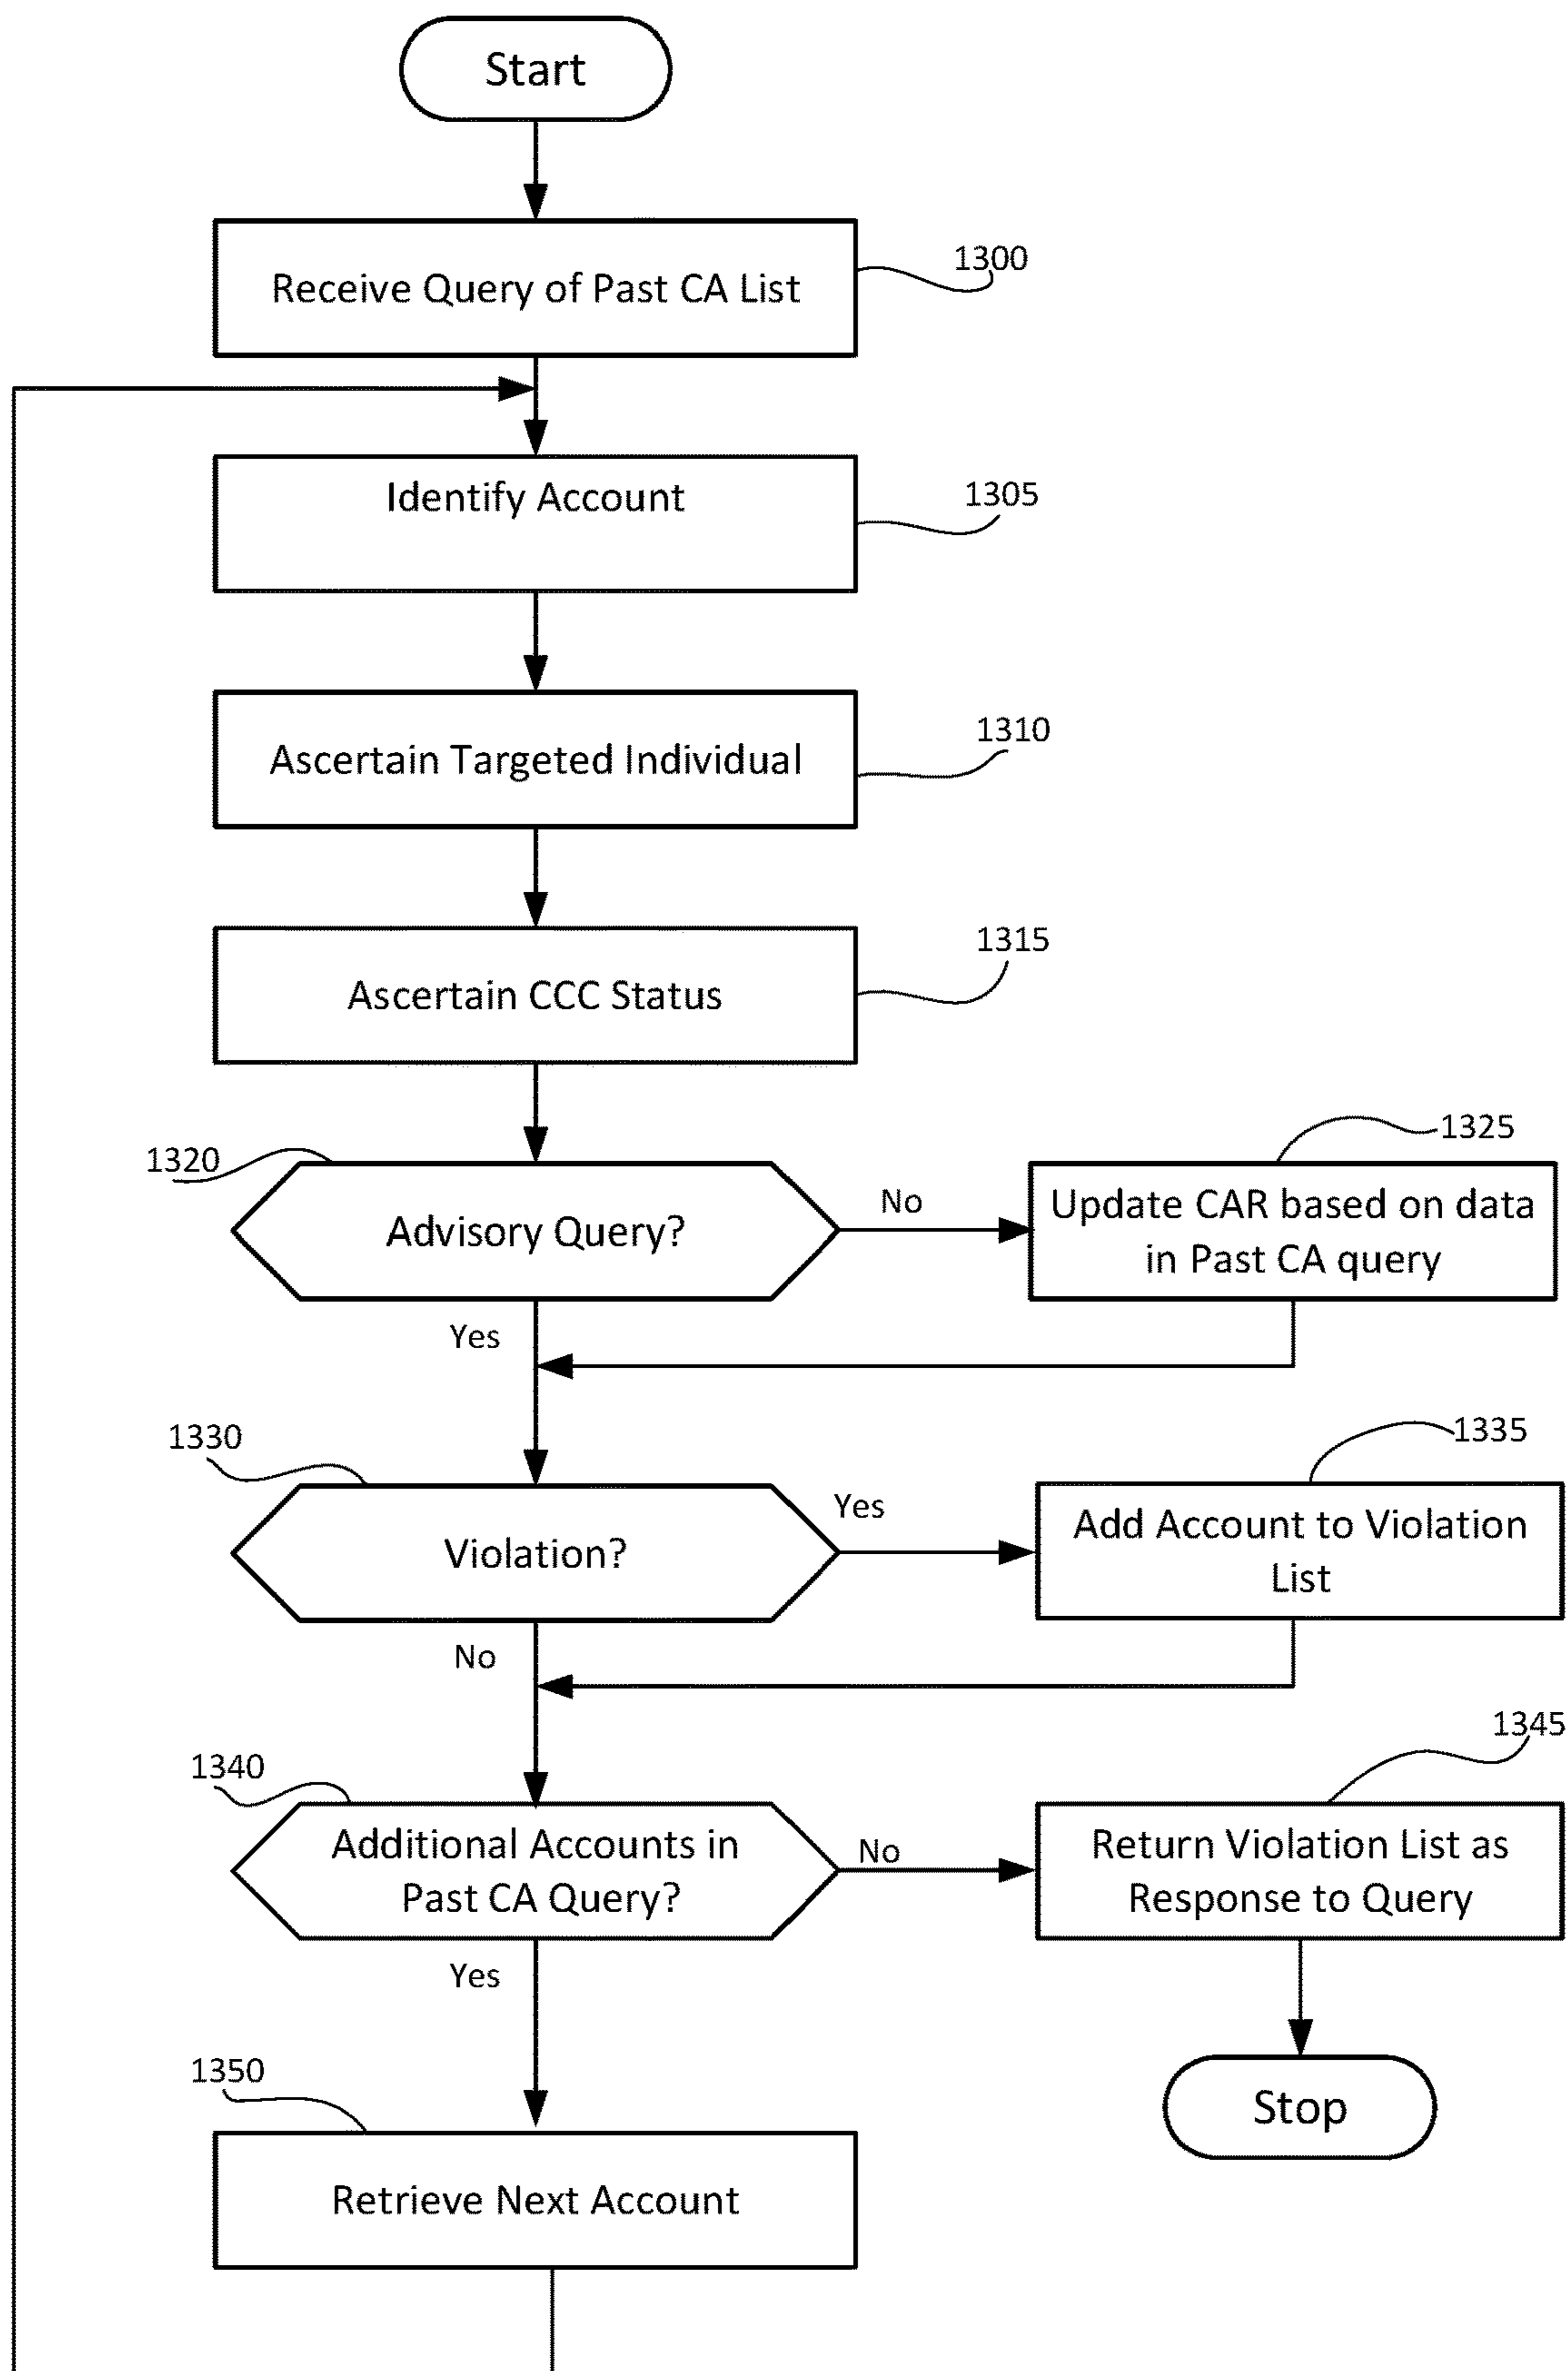 Start
Receive Query of Past CA List
1300
Identify Account
1305
Ascertain Targeted Individual
1310
Ascertain CCC Status
1315
1320
Advisory Query?
No
1325
Update CAR based on data
in Past CA query
Yes
1330
Violation?
Yes
1335
Add Account to Violation
List
No
1340
Additional Accounts in
Past CA Query?
No
1345
Return Violation List as
Response to Query
Yes
Stop
1350
Retrieve Next Account